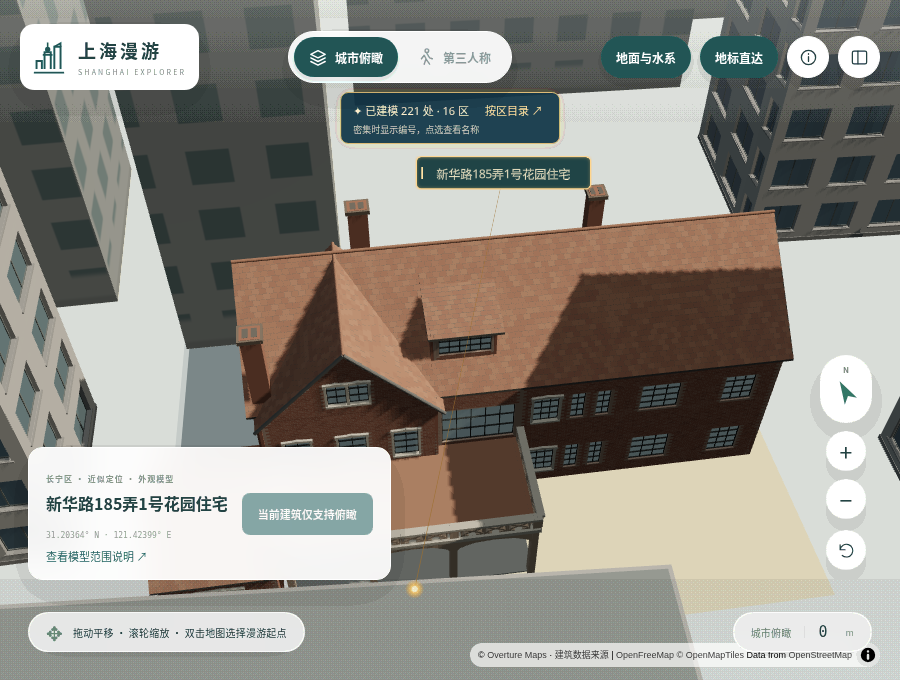 上海漫游
SHANGHAI EXPLORER
城市俯瞰
第三人称
地面与水系
地标直达
✦ 已建模 221 处 · 16 区 按区目录 ↗
密集时显示编号，点选查看名称
新华路185弄1号花园住宅
N
长宁区 · 近似定位 · 外观模型
新华路185弄1号花园住宅
当前建筑仅支持俯瞰
31.20364° N · 121.42399° E
查看模型范围说明 ↗
拖动平移 · 滚轮缩放 · 双击地图选择漫游起点
城市俯瞰 0 m
© Overture Maps · 建筑数据来源 | OpenFreeMap © OpenMapTiles Data from OpenStreetMap